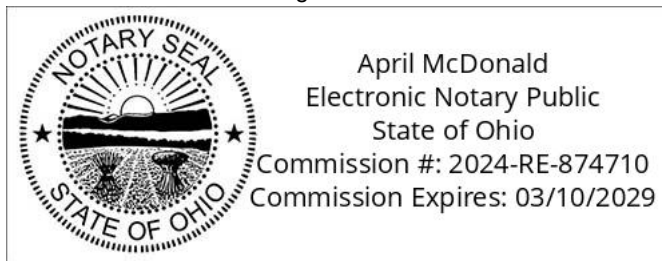 NOTARY SEAL
STATE OF OHIO
April McDonald
Electronic Notary Public
State of Ohio
Commission #: 2024-RE-874710
Commission Expires: 03/10/2029